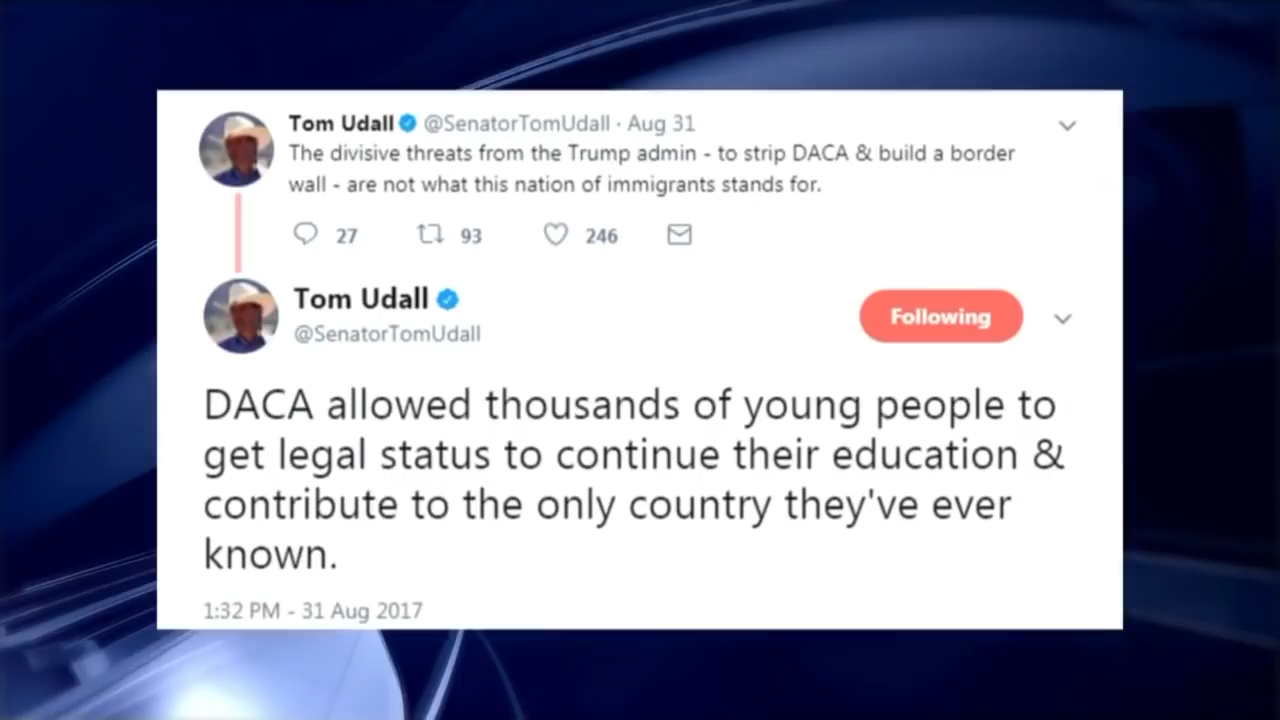 Tom Udall @SenatorTomUdall · Aug 31
The divisive threats from the Trump admin - to strip DACA & build a border
wall - are not what this nation of immigrants stands for.
27 93 246
Tom Udall
Following
@SenatorTomUdall
DACA allowed thousands of young people to
get legal status to continue their education &
contribute to the only country they've ever
known.
1:32 PM - 31 Aug 2017